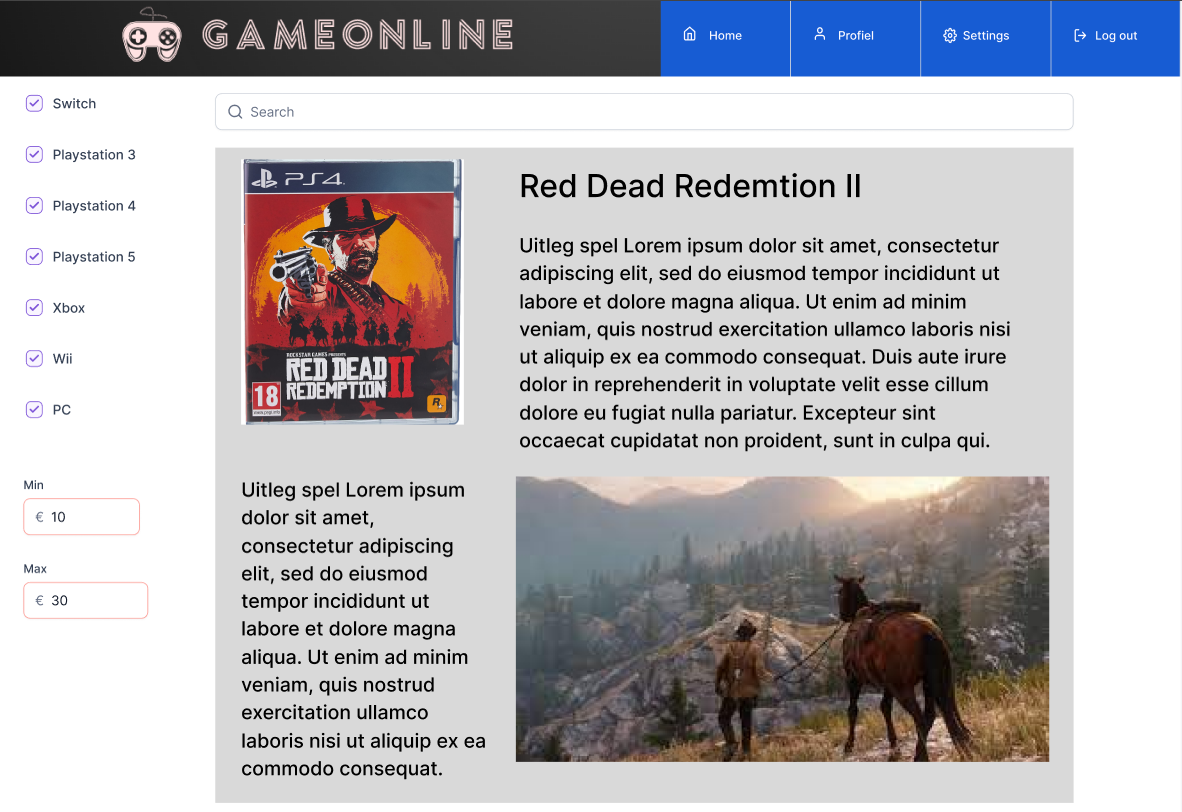 GAMEONLINE
Home
Profiel
Settings
Log out
Switch
Playstation 3
Playstation 4
Playstation 5
Xbox
Wii
PC
Min
€ 10
Max
€ 30
Search
PS4
ROCKSTAR GAMES PRESENTS
RED DEAD
REDEMPTION II
18
R
Red Dead Redemtion II
Uitleg spel Lorem ipsum dolor sit amet, consectetur
adipiscing elit, sed do eiusmod tempor incididunt ut
labore et dolore magna aliqua. Ut enim ad minim
veniam, quis nostrud exercitation ullamco laboris nisi
ut aliquip ex ea commodo consequat. Duis aute irure
dolor in reprehenderit in voluptate velit esse cillum
dolore eu fugiat nulla pariatur. Excepteur sint
occaecat cupidatat non proident, sunt in culpa qui.
Uitleg spel Lorem ipsum
dolor sit amet,
consectetur adipiscing
elit, sed do eiusmod
tempor incididunt ut
labore et dolore magna
aliqua. Ut enim ad minim
veniam, quis nostrud
exercitation ullamco
laboris nisi ut aliquip ex ea
commodo consequat.